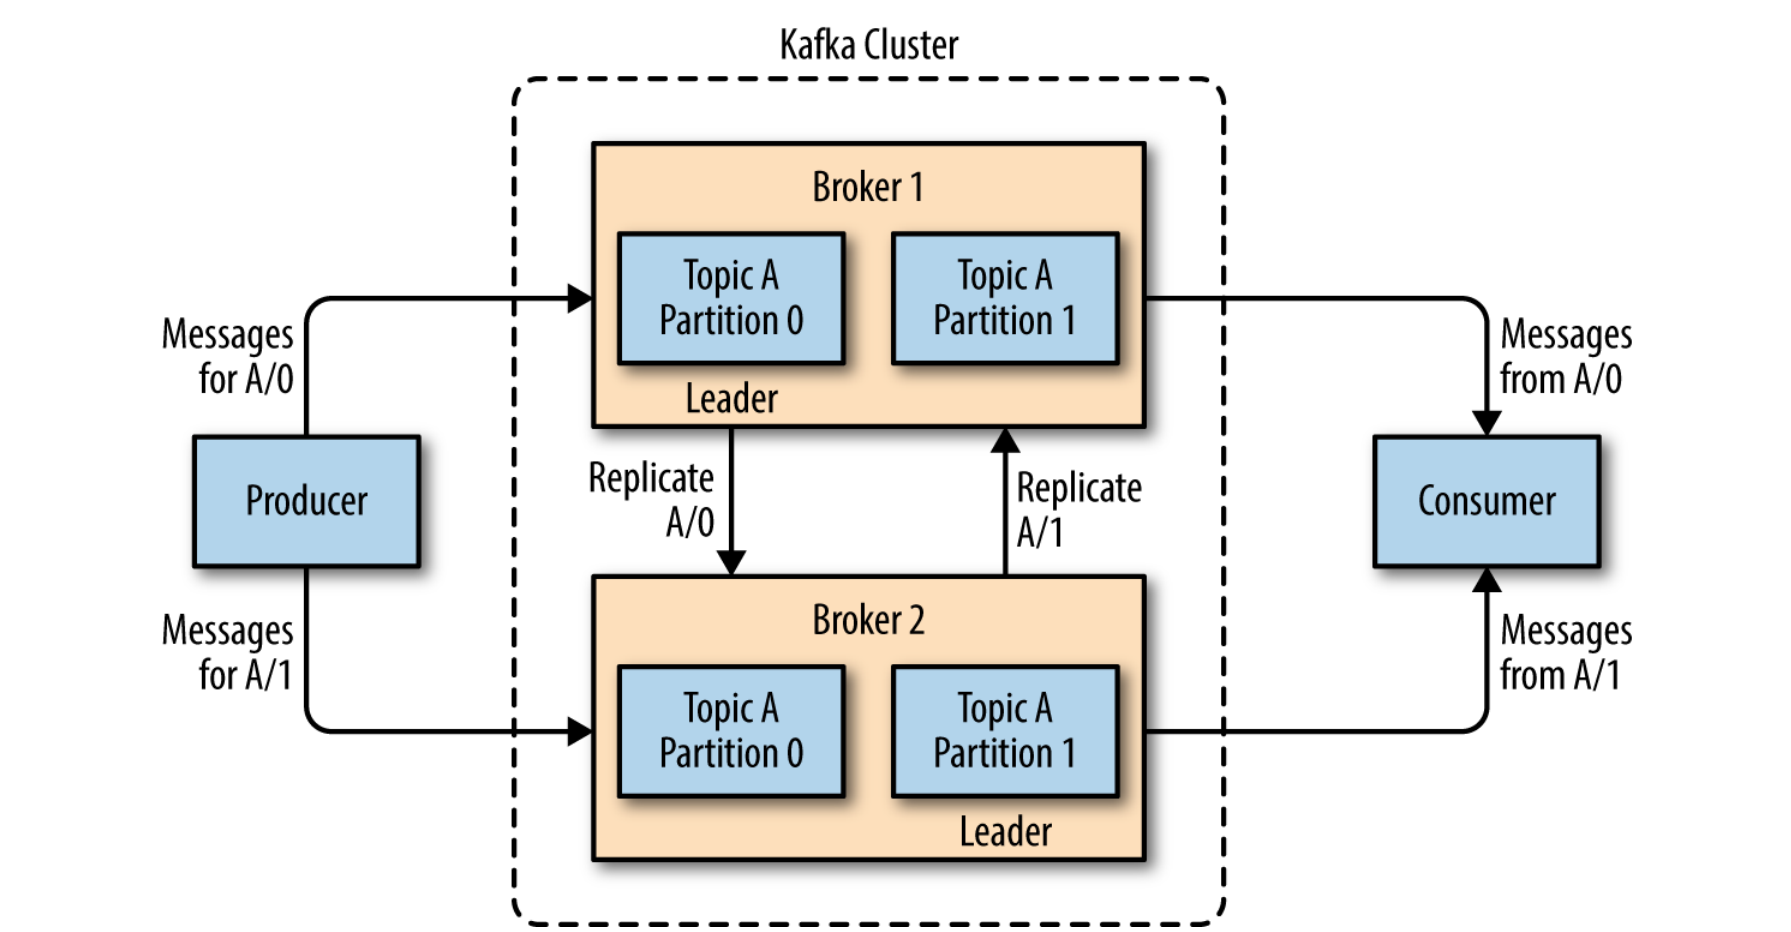 Kafka Cluster
Broker 1
Topic A
Partition 0
Topic A
Partition 1
Leader
Messages
for A/0
Messages
from A/0
Producer
Replicate
A/0
Replicate
A/1
Consumer
Messages
for A/1
Broker 2
Topic A
Partition 0
Topic A
Partition 1
Leader
Messages
from A/1